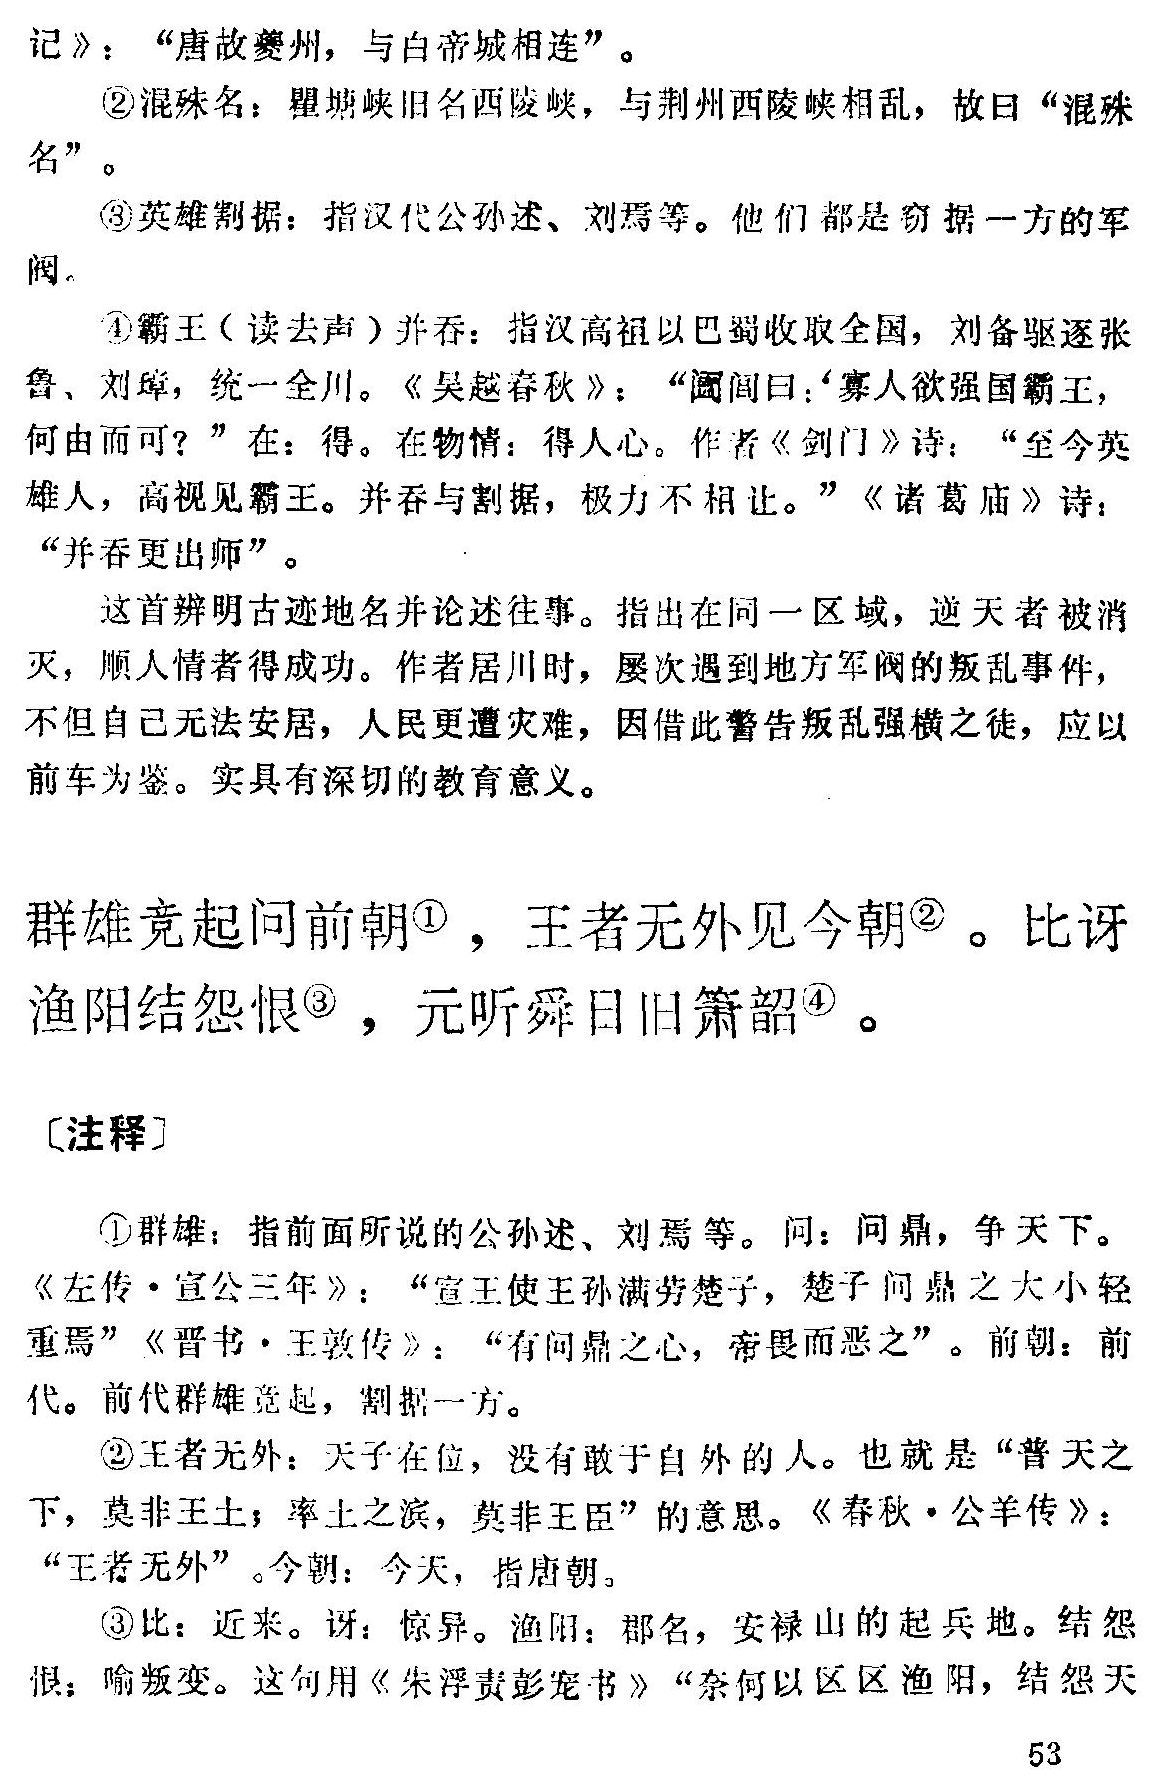 记》：“唐故夔州，与白帝城相连”。
②混殊名：瞿塘峡旧名西陵峡，与荆州西陵峡相乱，故曰“混殊
名”。
③英雄割据：指汉代公孙述、刘焉等。他们都是窃据一方的军
阀。
④霸王（读去声）并吞：指汉高祖以巴蜀收取全国，刘备驱逐张
鲁、刘璋，统一全川。《吴越春秋》：“阖闾曰：‘寡人欲强国霸王，
何由而可？”在：得。在物情：得人心。作者《剑门》诗：“至今英
雄人，高视见霸王。并吞与割据，极力不相让。”《诸葛庙》诗：
“并吞更出师”。
这首辨明古迹地名并论述往事。指出在同一区域，逆天者被消
灭，顺人情者得成功。作者居川时，屡次遇到地方军阀的叛乱事件，
不但自己无法安居，人民更遭灾难，因借此警告叛乱强横之徒，应以
前车为鉴。实具有深切的教育意义。
群雄竞起问前朝①，王者无外见今朝②。比讶
渔阳结怨恨③，元听舜日旧箫韶④。
〔注释〕
①群雄：指前面所说的公孙述、刘焉等。问：问鼎，争天下。
《左传·宣公三年》：“宣王使王孙满劳楚子，楚子问鼎之大小轻
重焉”《晋书·王敦传》：“有问鼎之心，帝畏而恶之”。前朝：前
代。前代群雄竞起，割据一方。
②王者无外：天子在位，没有敢于自外的人。也就是“普天之
下，莫非王土；率土之滨，莫非王臣”的意思。《春秋·公羊传》：
“王者无外”。今朝：今天，指唐朝。
③比：近来。讶：惊异。渔阳：郡名，安禄山的起兵地。结怨
恨：喻叛变。这句用《朱浮责彭宠书》“奈何以区区渔阳，结怨天
53